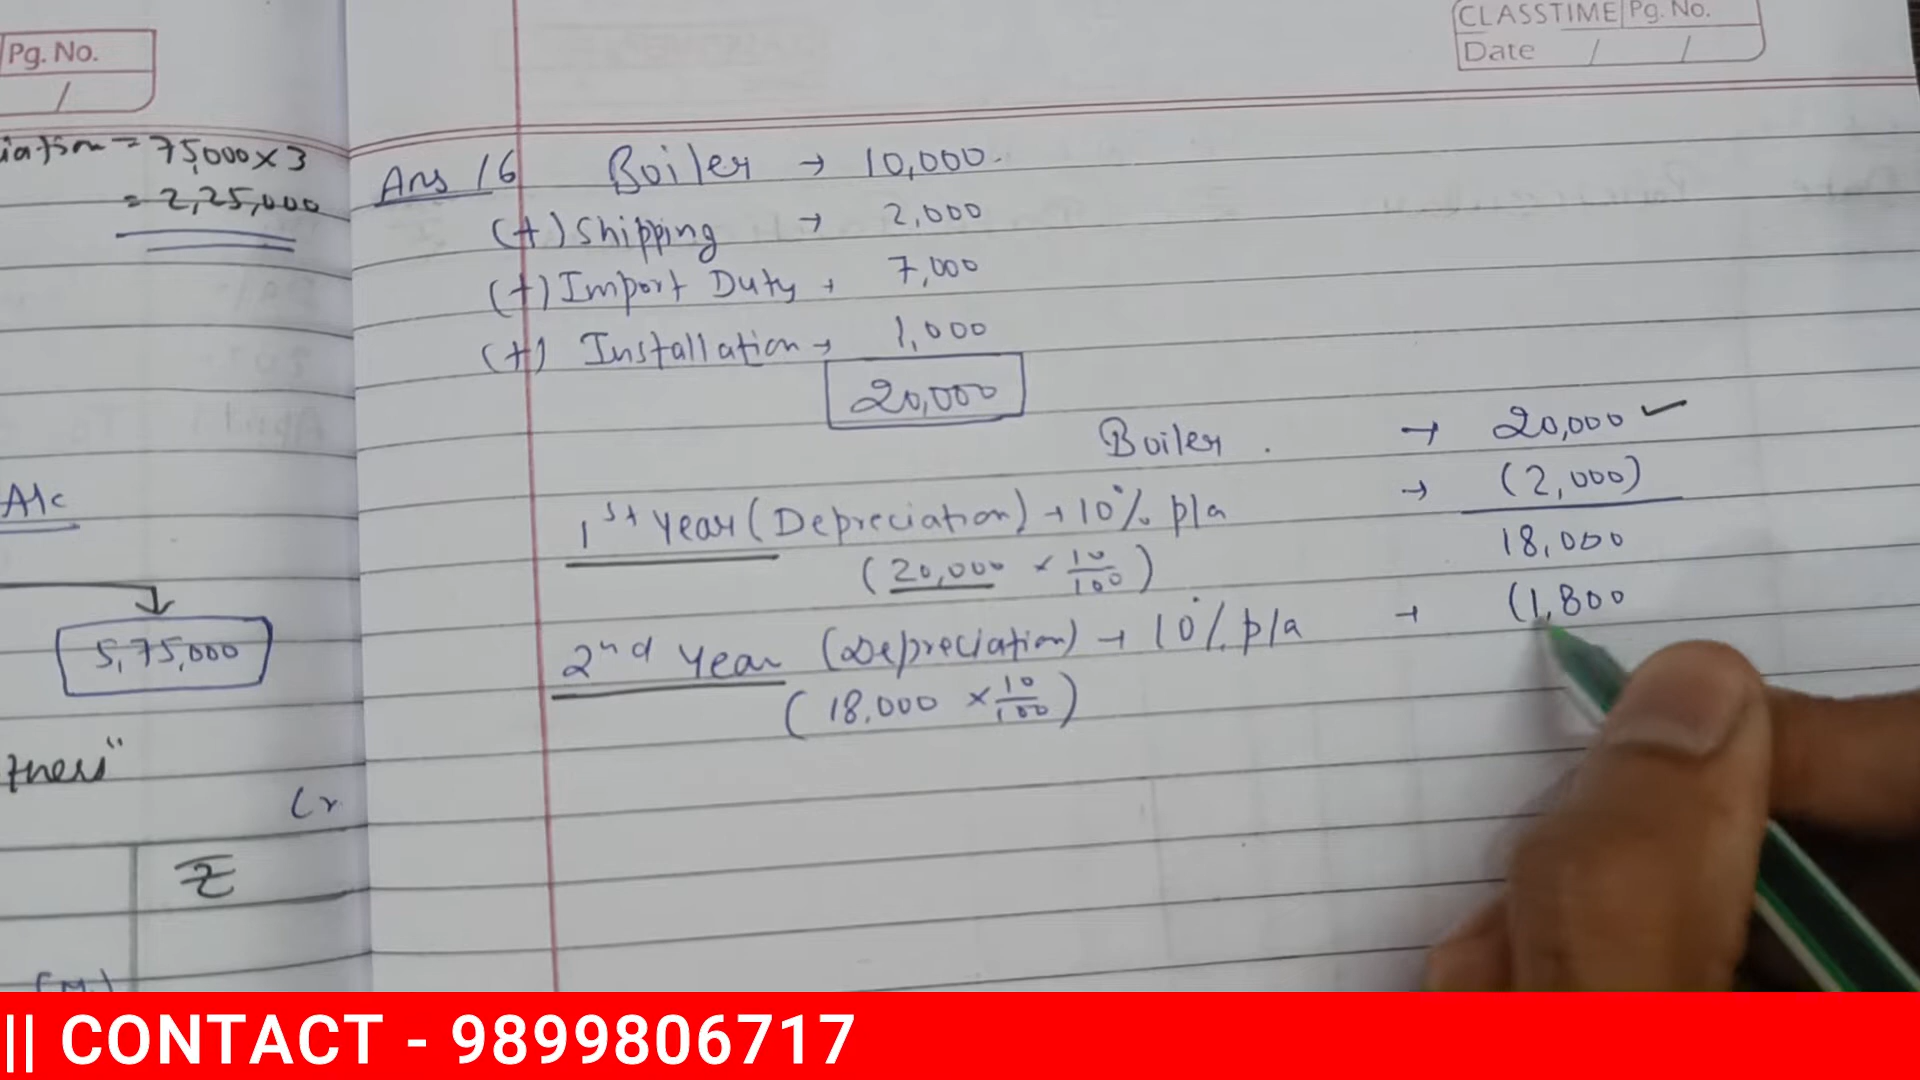 Pg. No.
/
CLASSTIME Pg. No.
Date / /
= 75,000 x 3
= 2,25,000
A/c
5,75,000
(r
₹
Ans 16 Boiler → 10,000.
(+) Shipping → 2,000
(+) Import Duty → 7,000
(+) Installation → 1,000
20,000
Boiler . → 20,000 ✓
1st Year (Depreciation) → 10% p/a → (2,000)
(20,000 × 10/100) 18,000
2nd Year (Depreciation) → 10% p/a → (1,800
(18,000 × 10/100)
|| CONTACT - 9899806717